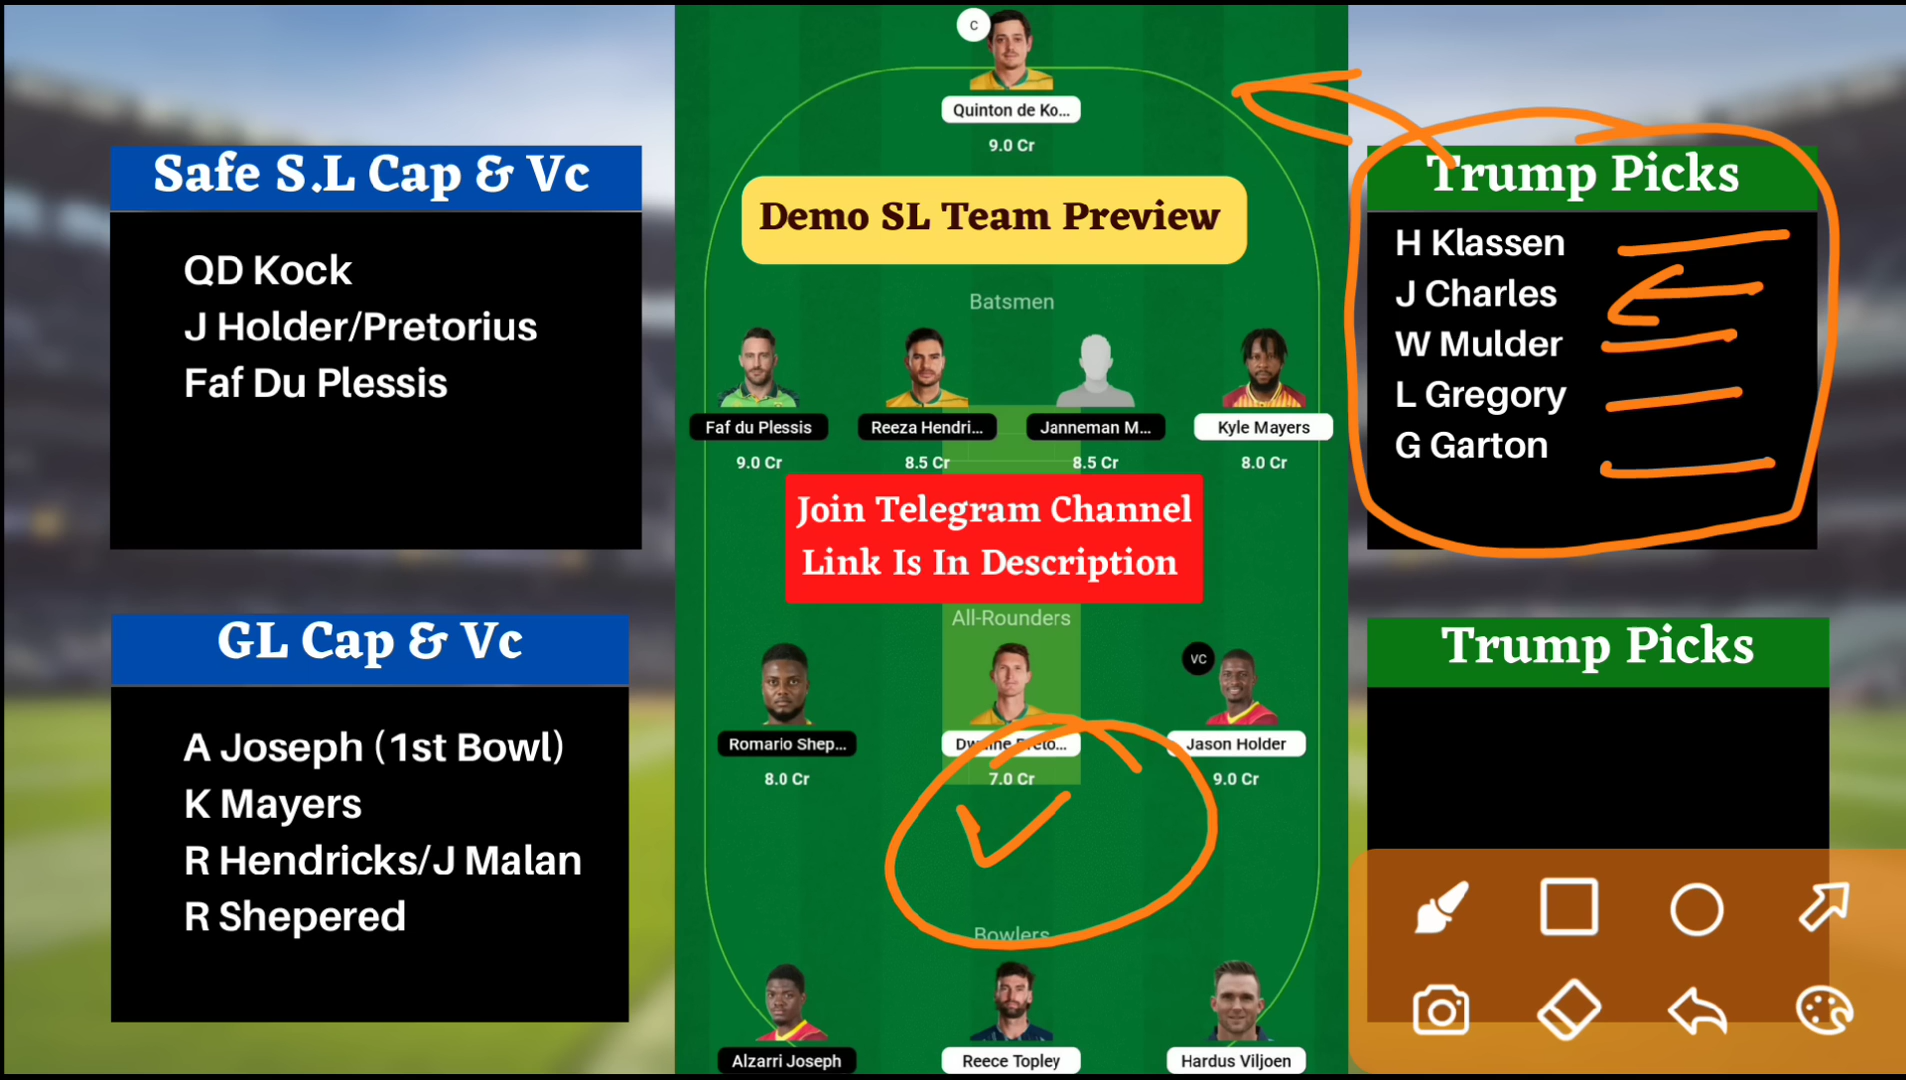 C
Quinton de Ko...
9.0 Cr
Safe S.L Cap & Vc
QD Kock
J Holder/Pretorius
Faf Du Plessis
Demo SL Team Preview
Trump Picks
H Klassen
J Charles
W Mulder
L Gregory
G Garton
Batsmen
Faf du Plessis
Reeza Hendri...
Janneman M...
Kyle Mayers
9.0 Cr
8.5 Cr
8.5 Cr
8.0 Cr
Join Telegram Channel
Link Is In Description
GL Cap & Vc
A Joseph (1st Bowl)
K Mayers
R Hendricks/J Malan
R Shepered
All-Rounders
VC
Romario Shep...
Dwaine Preto...
Jason Holder
8.0 Cr
7.0 Cr
9.0 Cr
Trump Picks
Bowlers
Alzarri Joseph
Reece Topley
Hardus Viljoen